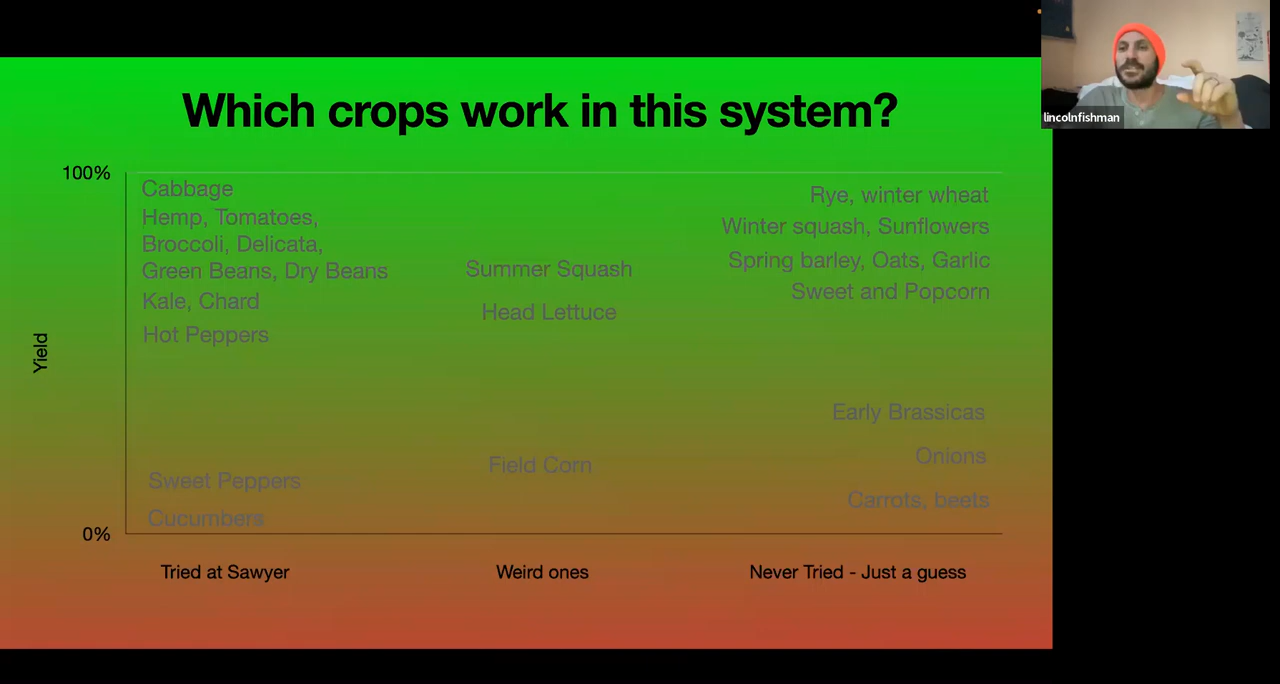 lincolnfishman
Which crops work in this system?
100%
Cabbage
Hemp, Tomatoes,
Broccoli, Delicata,
Green Beans, Dry Beans
Kale, Chard
Hot Peppers
Sweet Peppers
Cucumbers
Summer Squash
Head Lettuce
Field Corn
Rye, winter wheat
Winter squash, Sunflowers
Spring barley, Oats, Garlic
Sweet and Popcorn
Early Brassicas
Onions
Carrots, beets
Yield
0%
Tried at Sawyer
Weird ones
Never Tried - Just a guess